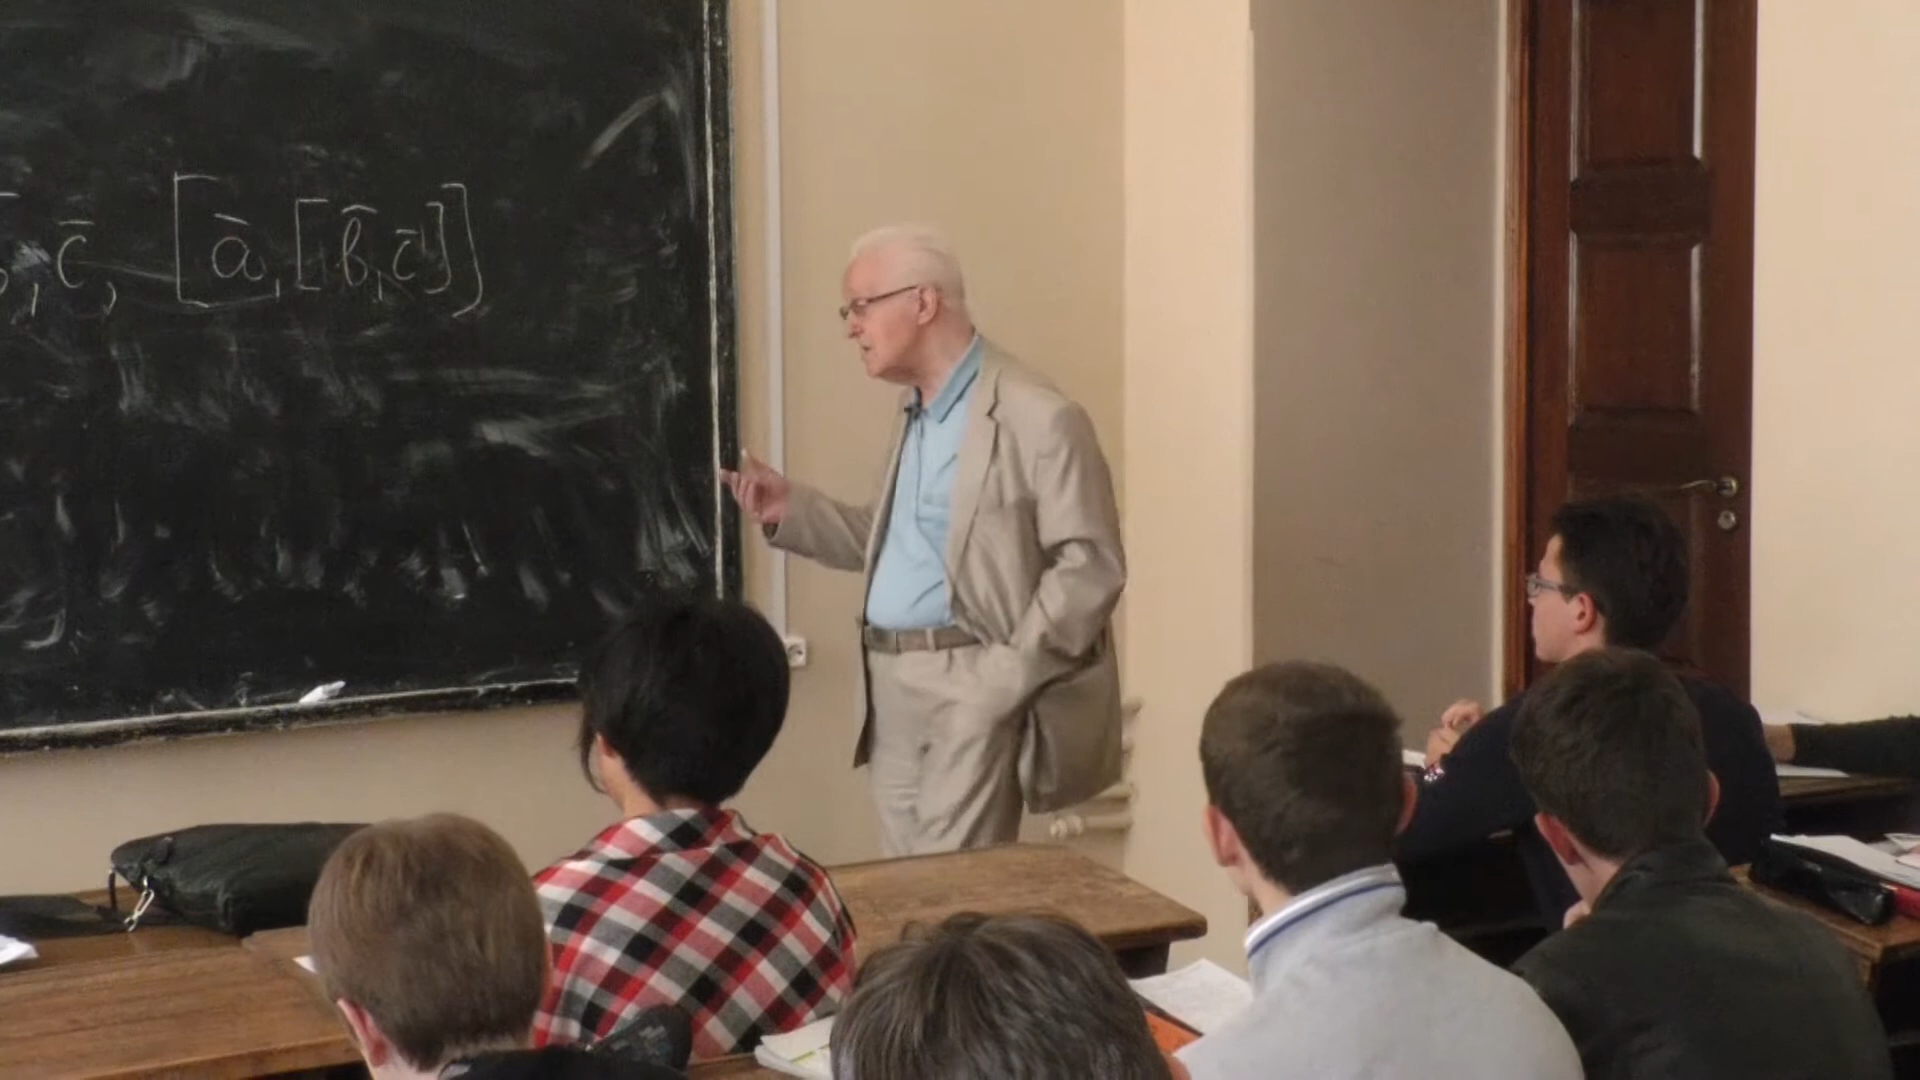 c̄, [ā, [b̄, c̄]]